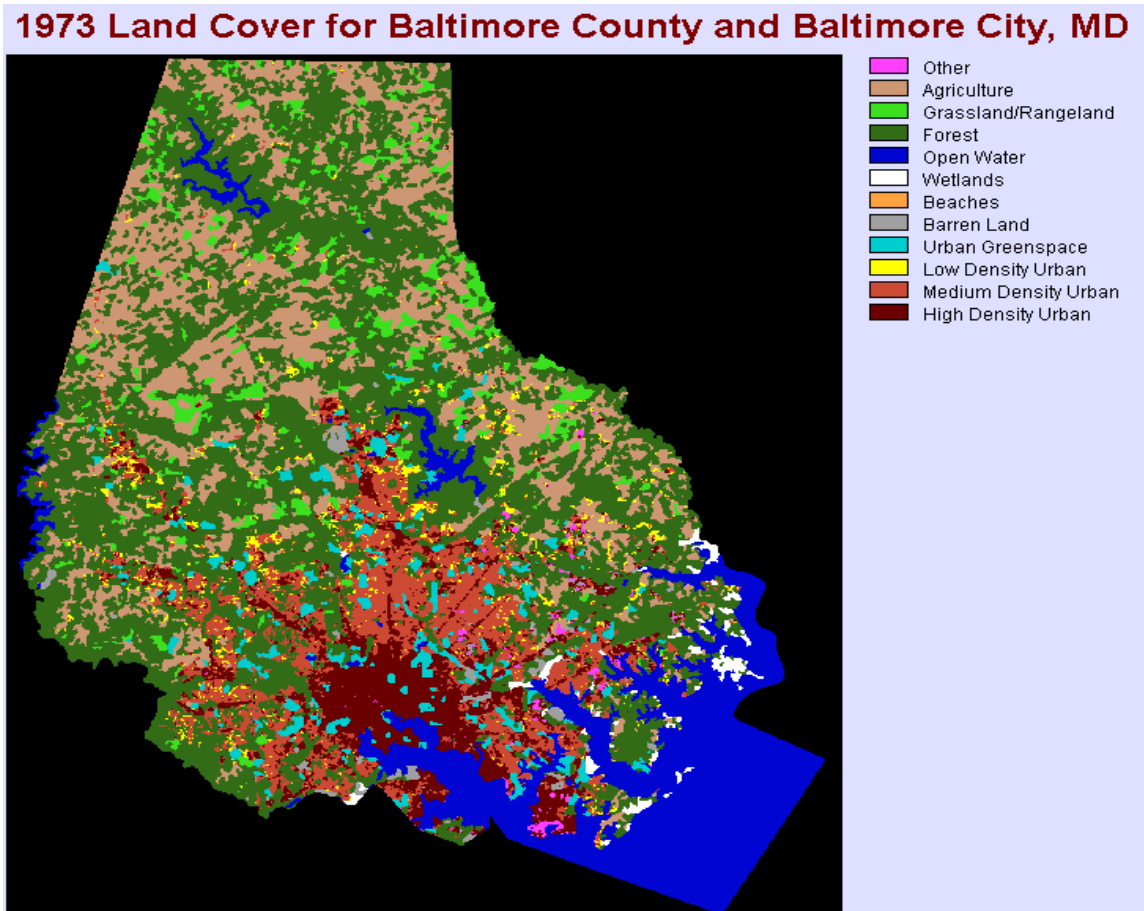 1973 Land Cover for Baltimore County and Baltimore City, MD
Other
Agriculture
Grassland/Rangeland
Forest
Open Water
Wetlands
Beaches
Barren Land
Urban Greenspace
Low Density Urban
Medium Density Urban
High Density Urban